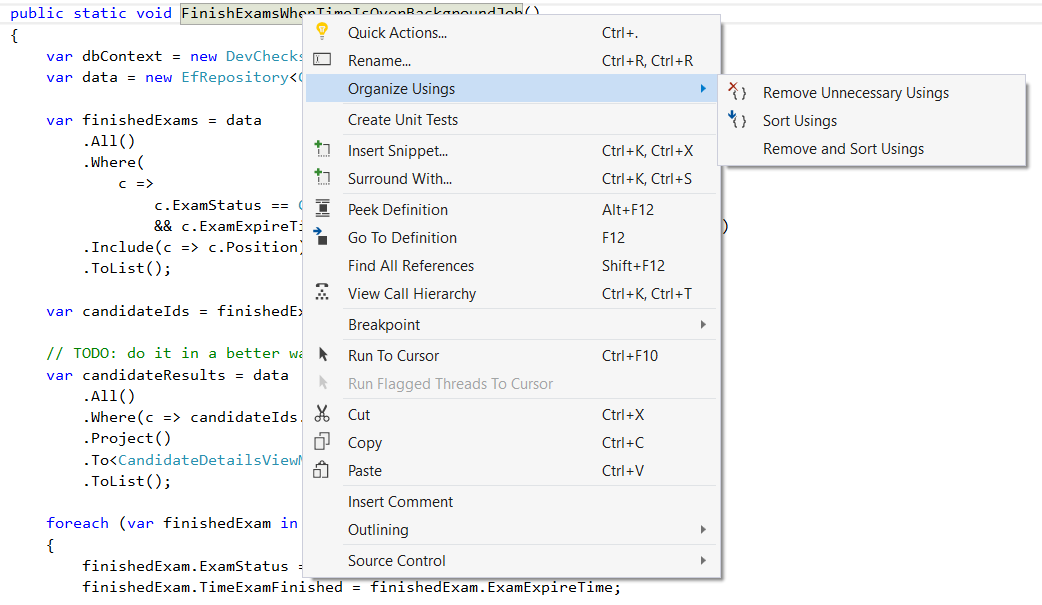 public static void FinishExamsWhenTimeIsOverBackgroundJob()
{
var dbContext = new DevChecks
var data = new EfRepository<
var finishedExams = data
.All()
.Where(
c =>
c.ExamStatus ==
&& c.ExamExpireTi )
.Include(c => c.Position)
.ToList();
var candidateIds = finishedEx
// TODO: do it in a better wa
var candidateResults = data
.All()
.Where(c => candidateIds.
.Project()
.To<CandidateDetailsViewM
.ToList();
foreach (var finishedExam in
{
finishedExam.ExamStatus =
finishedExam.TimeExamFinished = finishedExam.ExamExpireTime;
Quick Actions... Ctrl+.
Rename... Ctrl+R, Ctrl+R
Organize Usings
Create Unit Tests
Insert Snippet... Ctrl+K, Ctrl+X
Surround With... Ctrl+K, Ctrl+S
Peek Definition Alt+F12
Go To Definition F12
Find All References Shift+F12
View Call Hierarchy Ctrl+K, Ctrl+T
Breakpoint
Run To Cursor Ctrl+F10
Run Flagged Threads To Cursor
Cut Ctrl+X
Copy Ctrl+C
Paste Ctrl+V
Insert Comment
Outlining
Source Control
Remove Unnecessary Usings
Sort Usings
Remove and Sort Usings